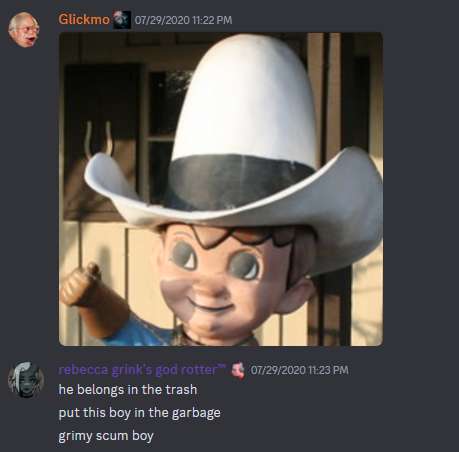 Glickmo 07/29/2020 11:22 PM
rebecca grink's god rotter™ 07/29/2020 11:23 PM
he belongs in the trash
put this boy in the garbage
grimy scum boy